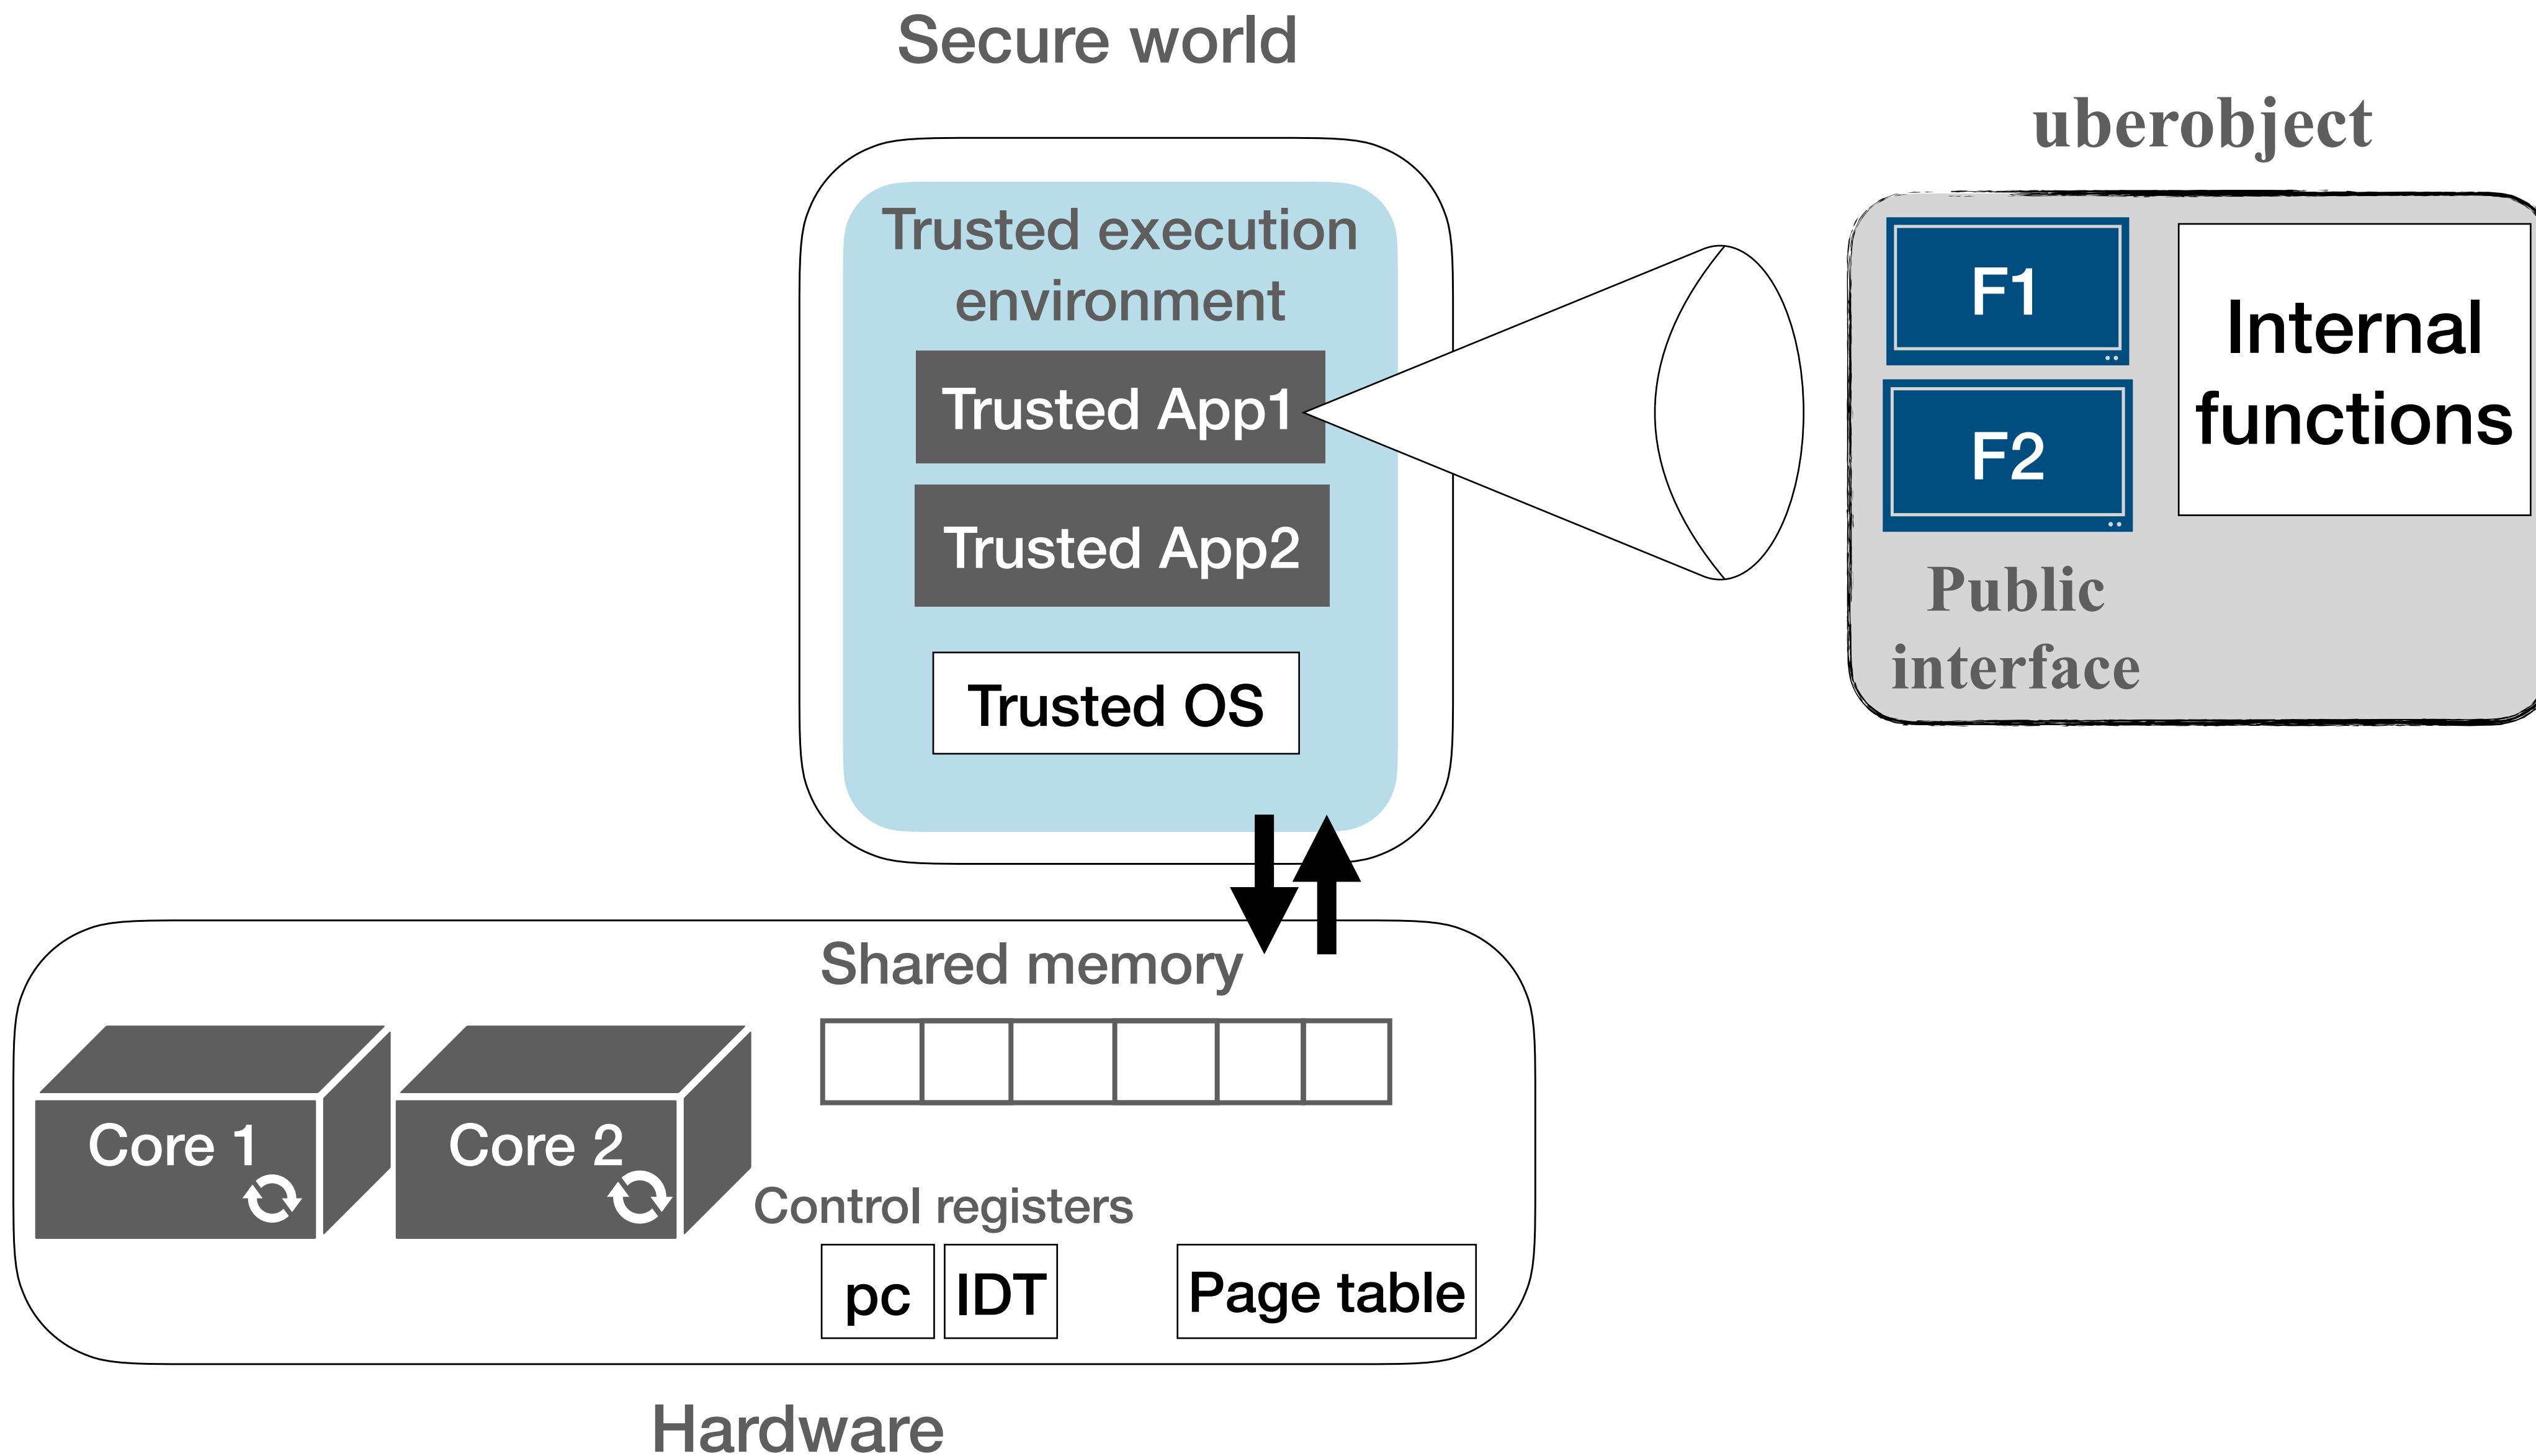 Secure world
uberobject
Trusted execution
environment
Trusted App1
Trusted App2
Trusted OS
F1
F2
Internal
functions
Public
interface
Shared memory
Core 1
Core 2
Control registers
pc
IDT
Page table
Hardware